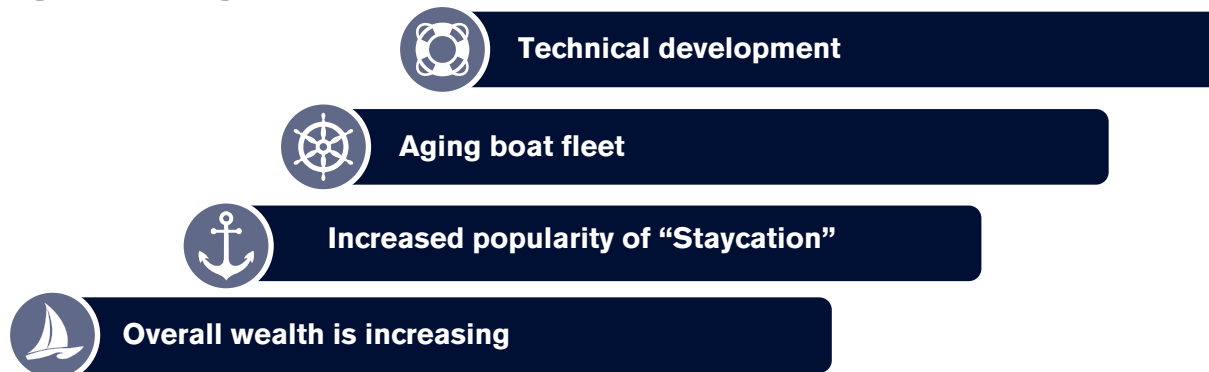 Technical development
Aging boat fleet
Increased popularity of “Staycation”
Overall wealth is increasing